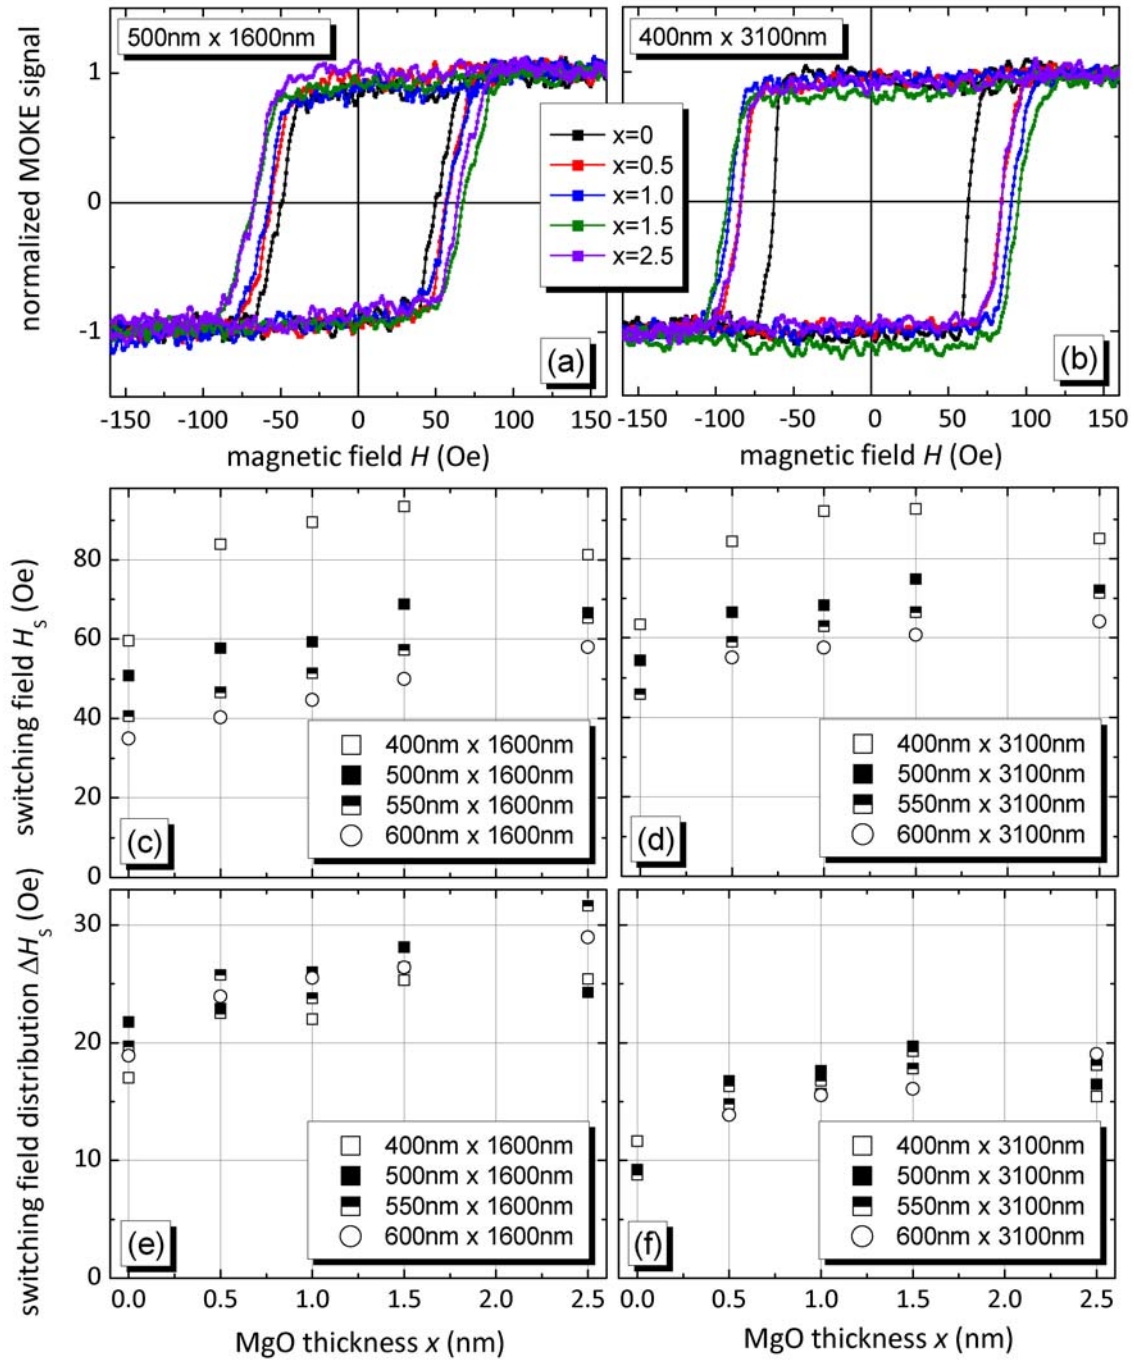 500nm x 1600nm
400nm x 3100nm
normalized MOKE signal
1
0
-1
x=0
x=0.5
x=1.0
x=1.5
x=2.5
(a)
(b)
-150 -100 -50 0 50 100
-150 -100 -50 0 50 100 150
magnetic field H (Oe)
magnetic field H (Oe)
switching field Hs (Oe)
80
60
40
20
0
400nm x 1600nm
500nm x 1600nm
550nm x 1600nm
600nm x 1600nm
(c)
400nm x 3100nm
500nm x 3100nm
550nm x 3100nm
600nm x 3100nm
(d)
switching field distribution ΔHs (Oe)
30
20
10
0
400nm x 1600nm
500nm x 1600nm
550nm x 1600nm
600nm x 1600nm
(e)
400nm x 3100nm
500nm x 3100nm
550nm x 3100nm
600nm x 3100nm
(f)
0.0 0.5 1.0 1.5 2.0 2.5
0.0 0.5 1.0 1.5 2.0 2.5
MgO thickness x (nm)
MgO thickness x (nm)